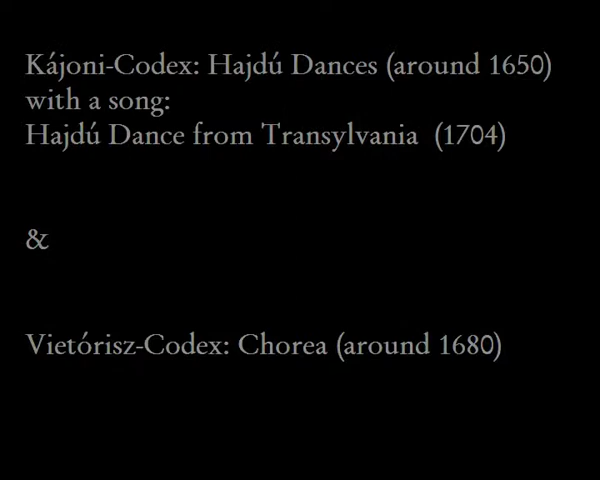 Kájoni-Codex: Hajdú Dances (around 1650)
with a song:
Hajdú Dance from Transylvania (1704)
&
Vietórisz-Codex: Chorea (around 1680)